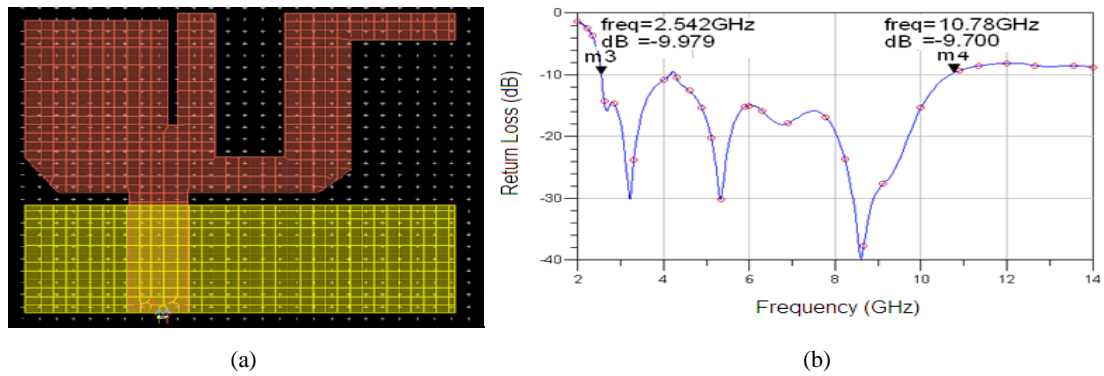 freq=2.542GHz
dB =-9.979
m3
freq=10.78GHz
dB =-9.700
m4
0
-10
-20
-30
-40
Return Loss (dB)
2
4
6
8
10
12
14
Frequency (GHz)
(a)
(b)